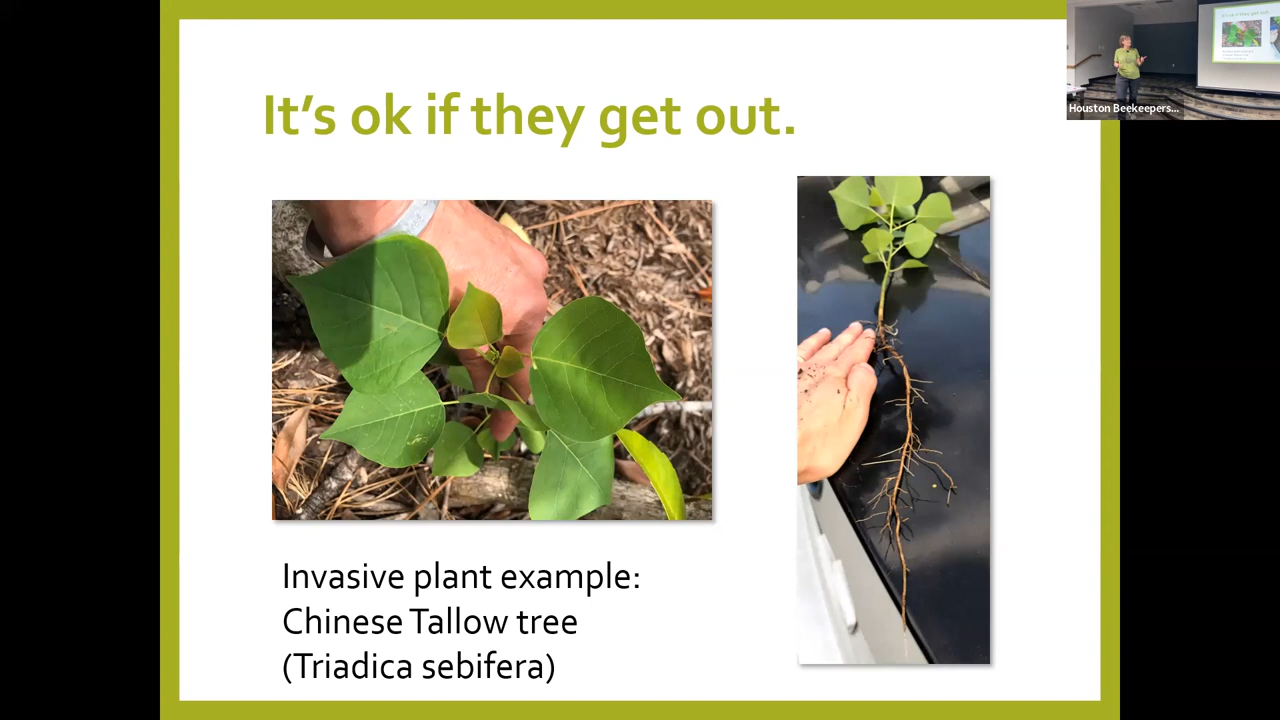 It's ok if they get out.
Houston Beekeepers...
Invasive plant example:
Chinese Tallow tree
(Triadica sebifera)